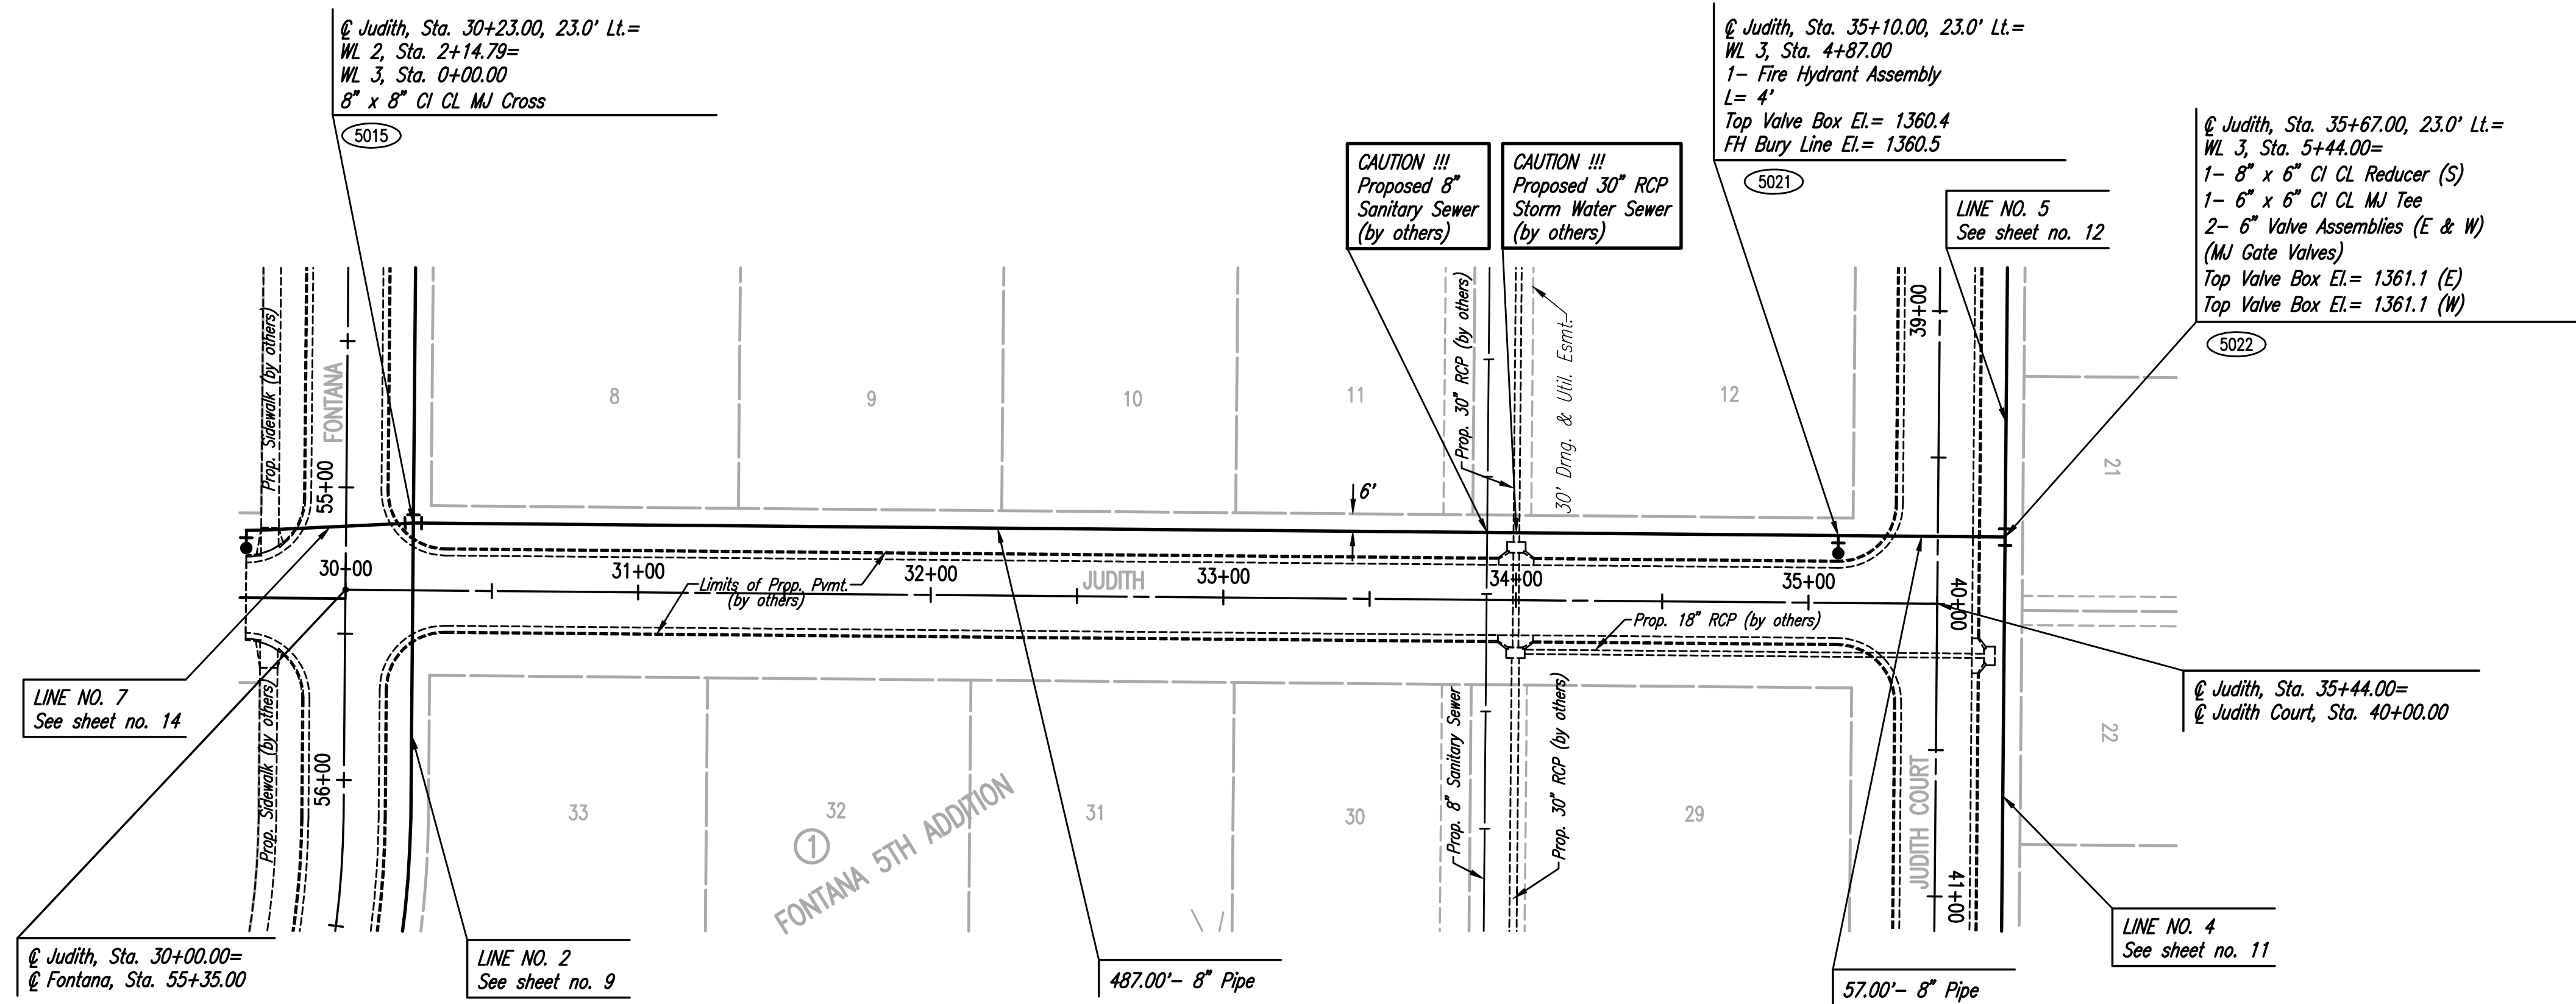 ℄ Judith, Sta. 30+23.00, 23.0' Lt.=
WL 2, Sta. 2+14.79=
WL 3, Sta. 0+00.00
8" x 8" CI CL MJ Cross
5015
℄ Judith, Sta. 35+10.00, 23.0' Lt.=
WL 3, Sta. 4+87.00
1- Fire Hydrant Assembly
L= 4'
Top Valve Box El.= 1360.4
FH Bury Line El.= 1360.5
5021
℄ Judith, Sta. 35+67.00, 23.0' Lt.=
WL 3, Sta. 5+44.00=
1- 8" x 6" CI CL Reducer (S)
1- 6" x 6" CI CL MJ Tee
2- 6" Valve Assemblies (E & W)
(MJ Gate Valves)
Top Valve Box El.= 1361.1 (E)
Top Valve Box El.= 1361.1 (W)
5022
CAUTION !!!
Proposed 8"
Sanitary Sewer
(by others)
CAUTION !!!
Proposed 30" RCP
Storm Water Sewer
(by others)
LINE NO. 5
See sheet no. 12
Prop. Sidewalk (by others)
FONTANA
55+00
8
9
10
11
Prop. 30" RCP (by others)
30' Drng. & Util. Esmt.
12
39+00
21
6'
30+00
31+00
32+00
33+00
34+00
35+00
40+00
Limits of Prop. Pvmt.
(by others)
JUDITH
Prop. 18" RCP (by others)
LINE NO. 7
See sheet no. 14
℄ Judith, Sta. 35+44.00=
℄ Judith Court, Sta. 40+00.00
Prop. Sidewalk (by others)
56+00
33
32
31
30
29
22
1
FONTANA 5TH ADDITION
Prop. 8" Sanitary Sewer
Prop. 30" RCP (by others)
JUDITH COURT
41+00
℄ Judith, Sta. 30+00.00=
℄ Fontana, Sta. 55+35.00
LINE NO. 2
See sheet no. 9
487.00'- 8" Pipe
57.00'- 8" Pipe
LINE NO. 4
See sheet no. 11